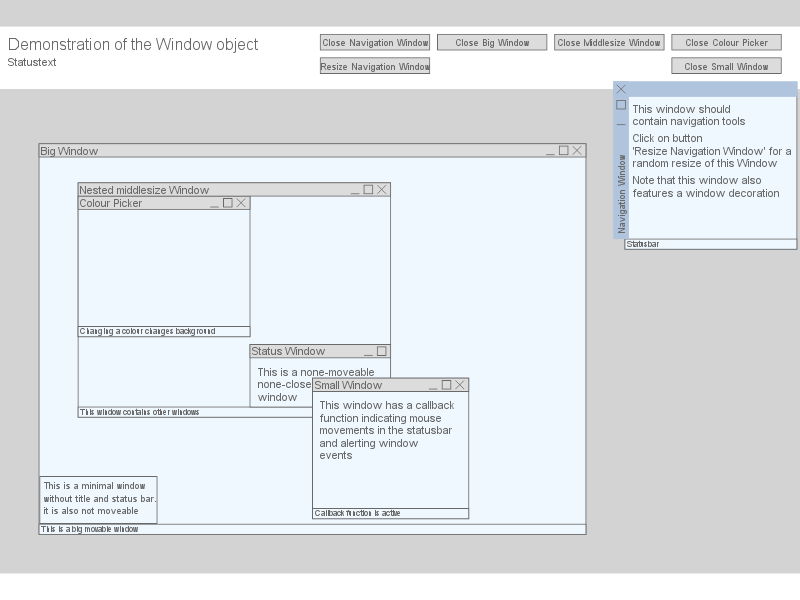 Demonstration of the Window object
Statustext
Close Navigation Window
Close Big Window
Close Middlesize Window
Close Colour Picker
Resize Navigation Window
Close Small Window
Navigation Window
This window should
contain navigation tools
Click on button
'Resize Navigation Window' for a
random resize of this Window
Note that this window also
features a window decoration
Statusbar
Big Window
Nested middlesize Window
Colour Picker
Changing a colour changes background
Status Window
This is a none-moveable
none-close
window
This window contains other windows
Small Window
This window has a callback
function indicating mouse
movements in the statusbar
and alerting window
events
Callback function is active
This is a minimal window
without title and status bar.
it is also not moveable
This is a big movable window